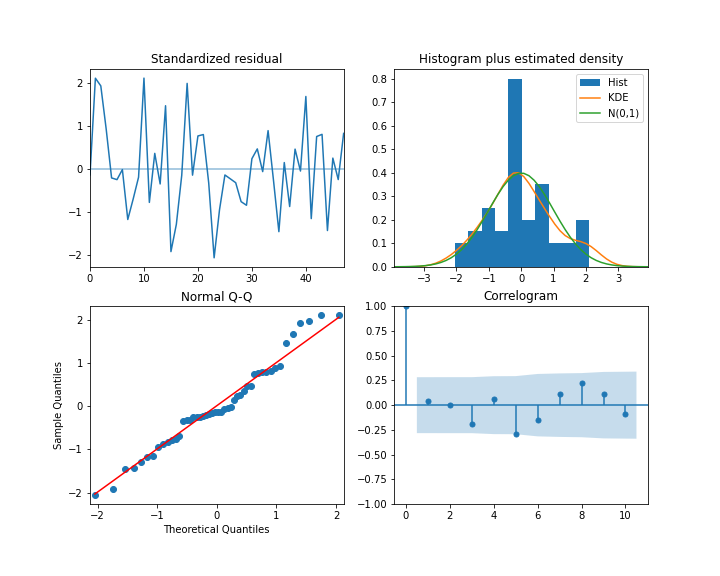 Standardized residual
2
1
0
−1
−2
0 10 20 30 40
Histogram plus estimated density
0.8
0.7
0.6
0.5
0.4
0.3
0.2
0.1
0.0
Hist
KDE
N(0,1)
−3 −2 −1 0 1 2 3
Normal Q-Q
Sample Quantiles
2
1
0
−1
−2
−2 −1 0 1 2
Theoretical Quantiles
Correlogram
1.00
0.75
0.50
0.25
0.00
−0.25
−0.50
−0.75
−1.00
0 2 4 6 8 10